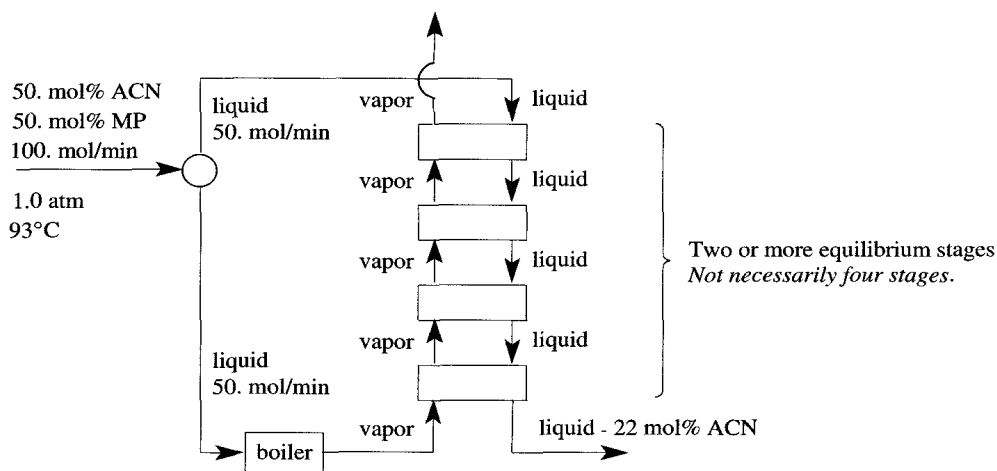 50. mol% ACN
50. mol% MP
100. mol/min
1.0 atm
93°C
liquid
50. mol/min
vapor
liquid
vapor
liquid
vapor
liquid
vapor
liquid
Two or more equilibrium stages
Not necessarily four stages.
liquid
50. mol/min
boiler
vapor
liquid - 22 mol% ACN